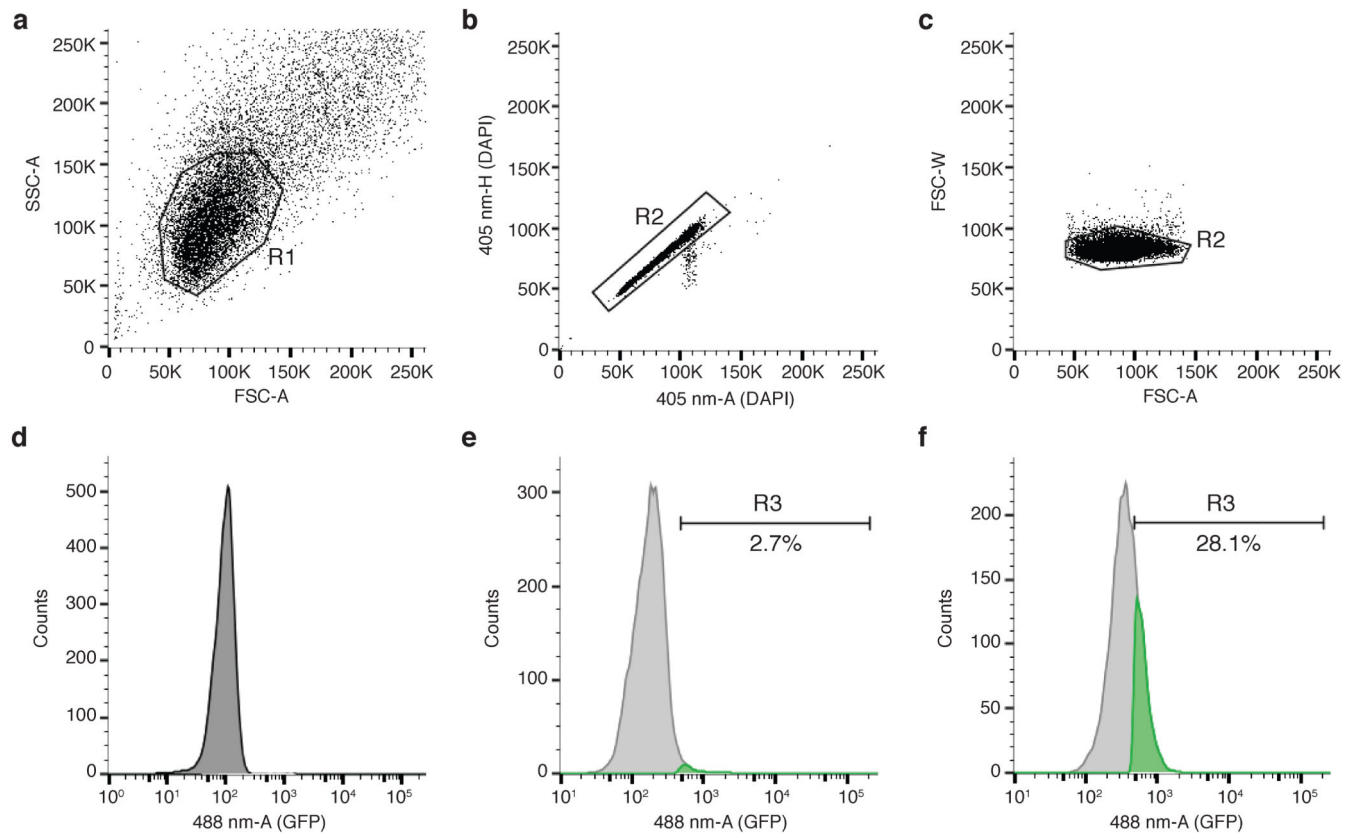 a
250K
200K
150K
100K
50K
0
SSC-A
R1
0 50K 100K 150K 200K 250K
FSC-A
b
250K
200K
150K
100K
50K
0
405 nm-H (DAPI)
R2
0 50K 100K 150K 200K 250K
405 nm-A (DAPI)
c
250K
200K
150K
100K
50K
0
FSC-W
R2
0 50K 100K 150K 200K 250K
FSC-A
d
500
400
300
200
100
0
Counts
10⁰ 10¹ 10² 10³ 10⁴ 10⁵
488 nm-A (GFP)
e
300
200
100
0
Counts
R3
2.7%
10¹ 10² 10³ 10⁴ 10⁵
488 nm-A (GFP)
f
200
150
100
50
0
Counts
R3
28.1%
10¹ 10² 10³ 10⁴ 10⁵
488 nm-A (GFP)